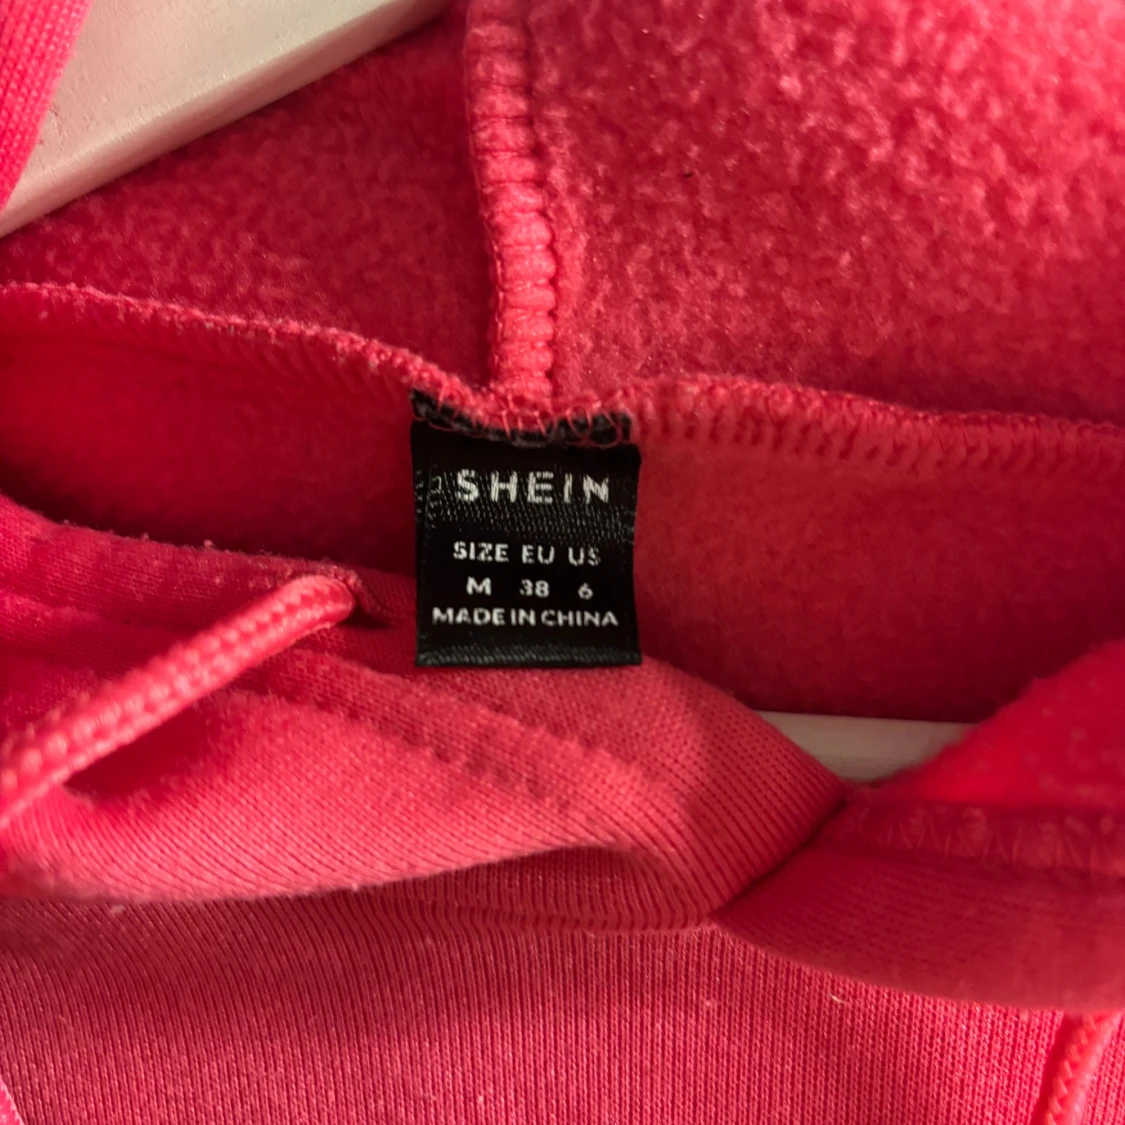 SHEIN
SIZE EU US
M 38 6
MADE IN CHINA